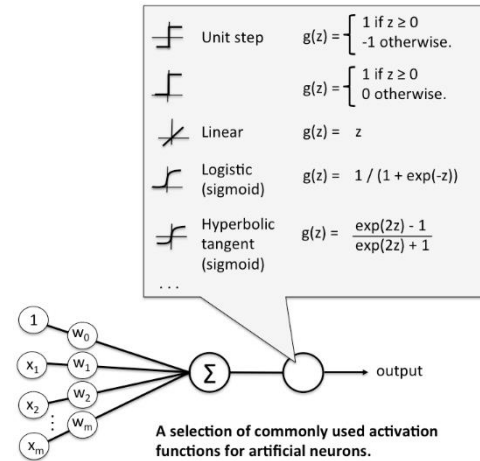 Unit step g(z) = { 1 if z ≥ 0
-1 otherwise.
g(z) = { 1 if z ≥ 0
0 otherwise.
Linear g(z) = z
Logistic
(sigmoid) g(z) = 1 / (1 + exp(-z))
Hyperbolic
tangent
(sigmoid) g(z) = exp(2z) - 1
exp(2z) + 1
...
1 w₀
x₁ w₁
x₂ w₂
⋮ wₘ
xₘ
Σ
output
A selection of commonly used activation
functions for artificial neurons.